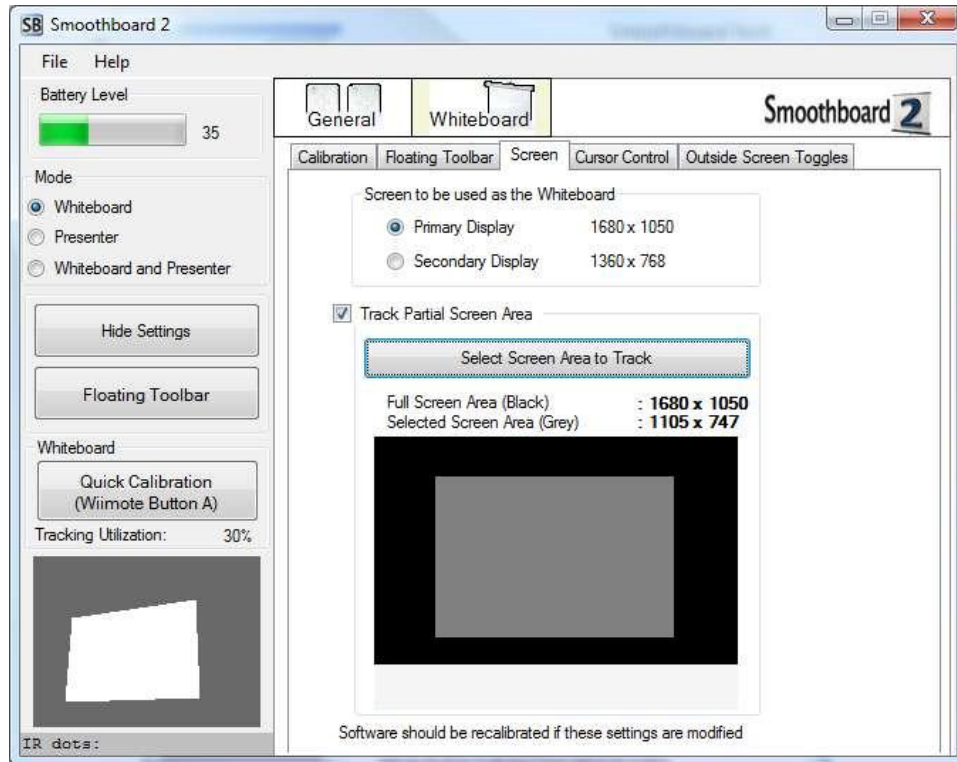 SB Smoothboard 2
File Help
Battery Level
35
Mode
Whiteboard
Presenter
Whiteboard and Presenter
Hide Settings
Floating Toolbar
Whiteboard
Quick Calibration
(Wiimote Button A)
Tracking Utilization: 30%
IR dots:
General Whiteboard
Smoothboard 2
Calibration Floating Toolbar Screen Cursor Control Outside Screen Toggles
Screen to be used as the Whiteboard
Primary Display 1680 x 1050
Secondary Display 1360 x 768
Track Partial Screen Area
Select Screen Area to Track
Full Screen Area (Black) : 1680 x 1050
Selected Screen Area (Grey) : 1105 x 747
Software should be recalibrated if these settings are modified